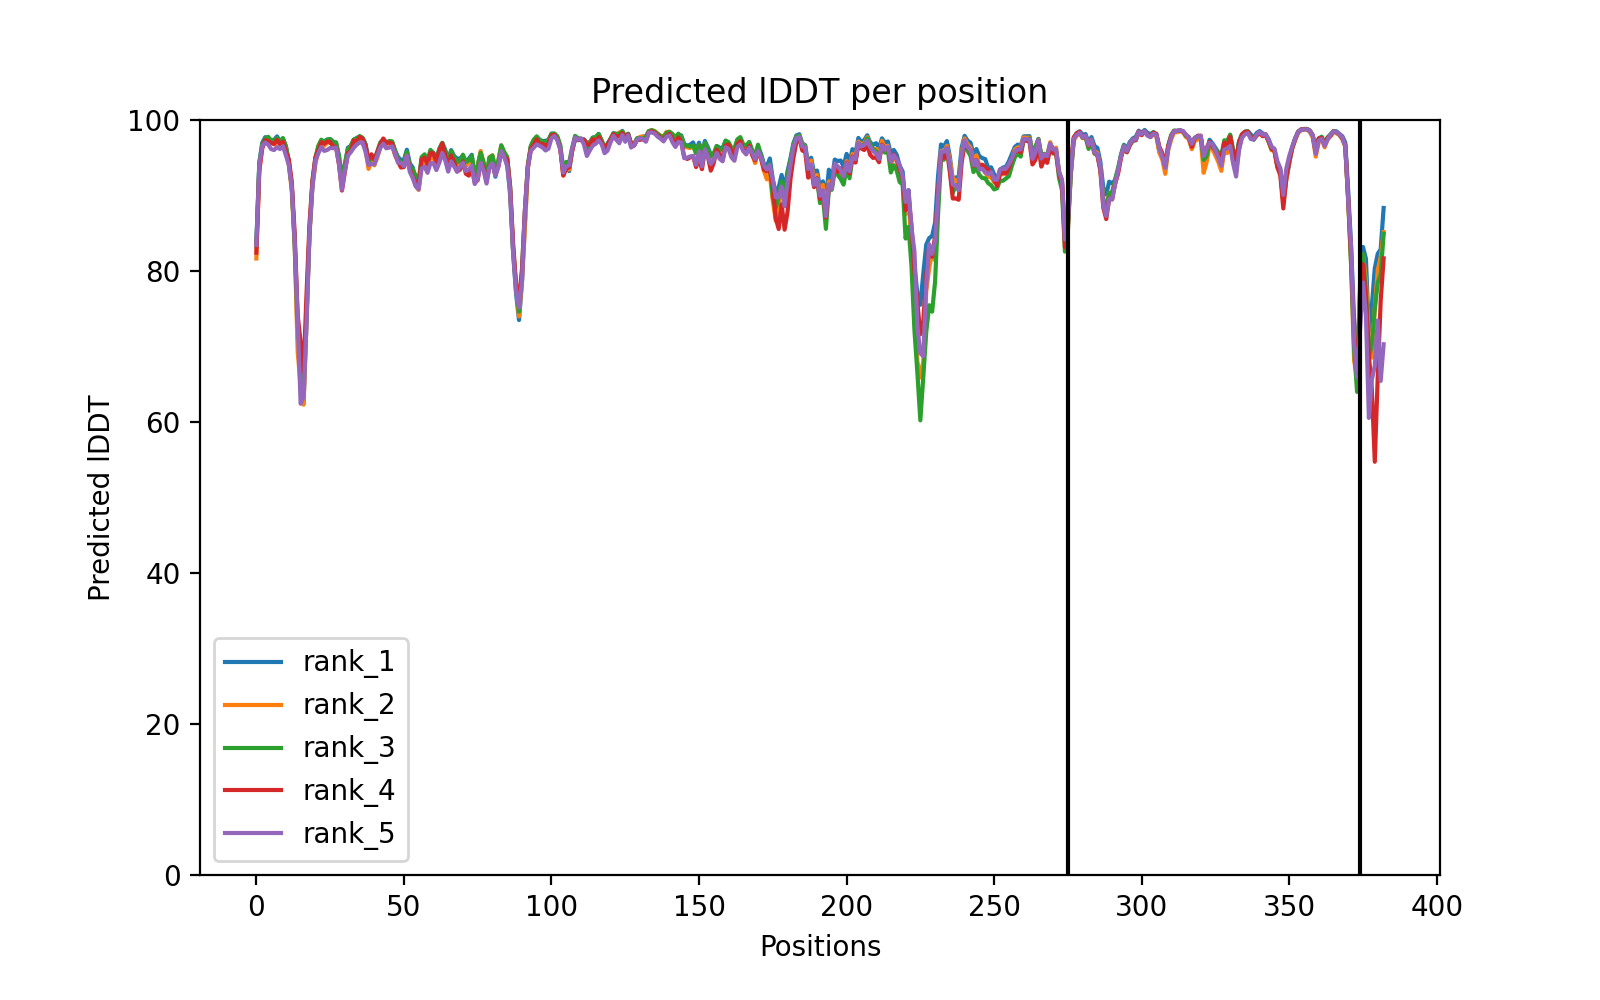 Predicted lDDT per position
100
80
60
40
20
0
Predicted lDDT
rank_1
rank_2
rank_3
rank_4
rank_5
0 50 100 150 200 250 300 350 400
Positions